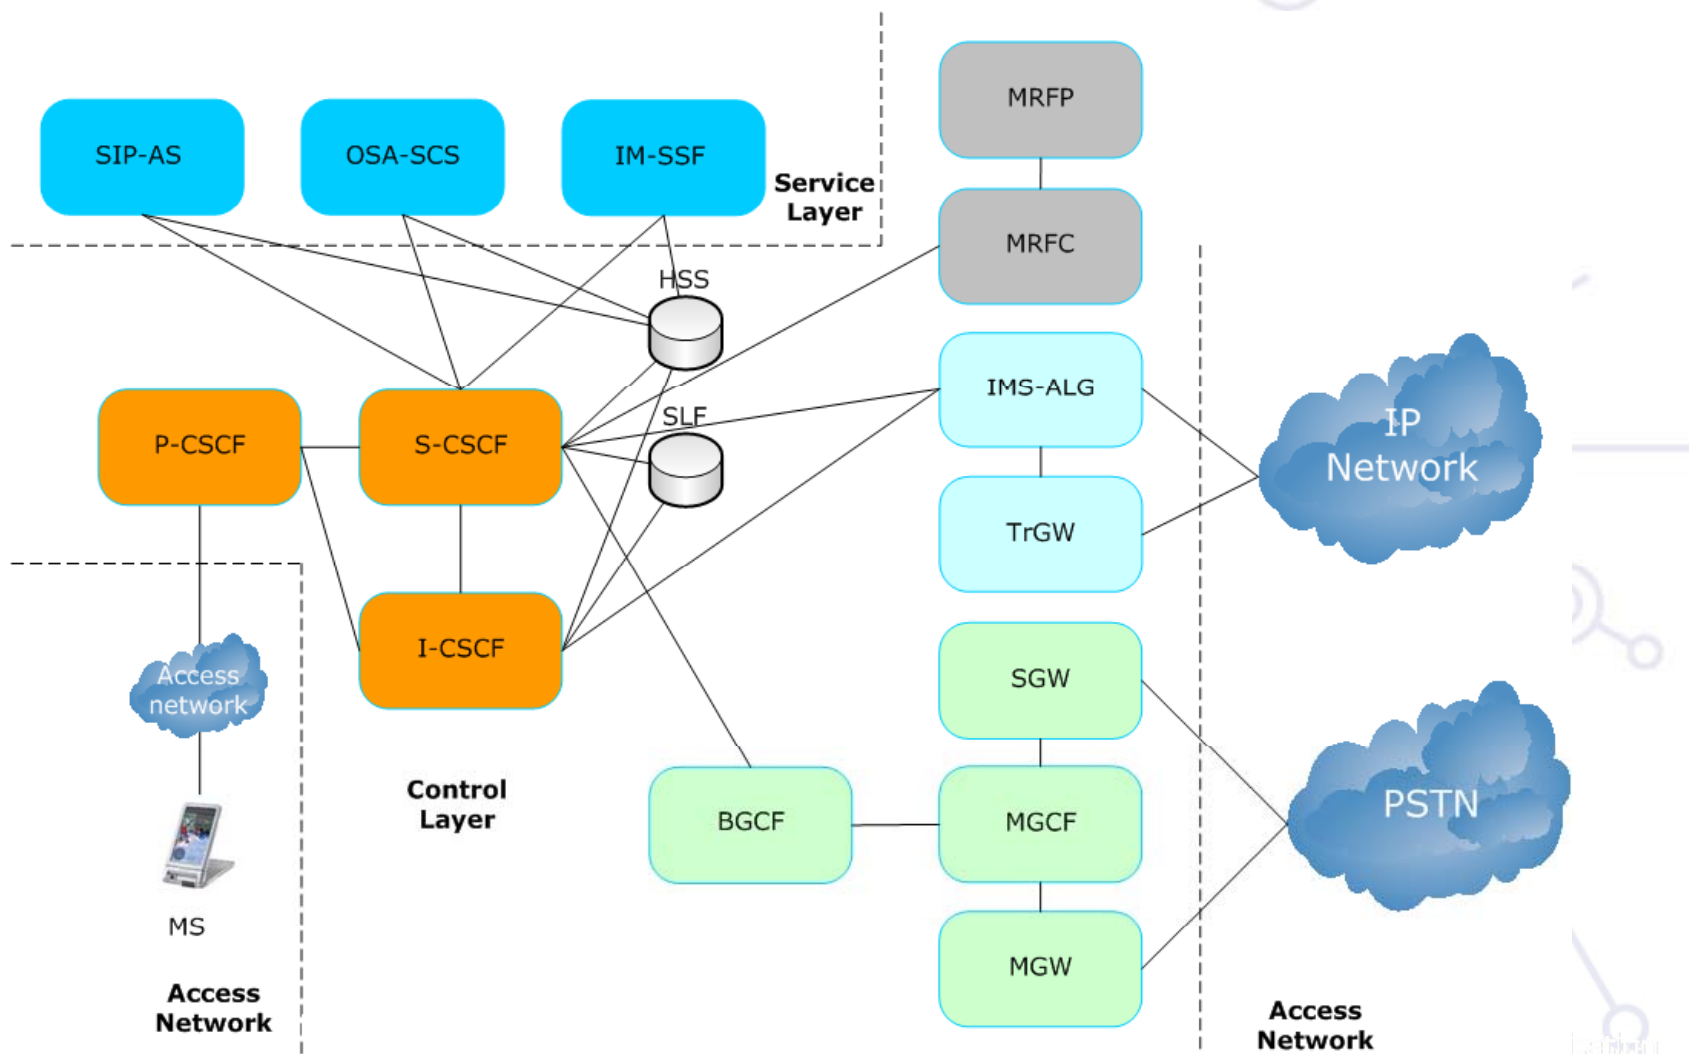 MRFP
SIP-AS
OSA-SCS
IM-SSF
Service
Layer
MRFC
HSS
IMS-ALG
SLF
P-CSCF
S-CSCF
IP
Network
TrGW
I-CSCF
Access
network
SGW
Control
Layer
BGCF
MGCF
PSTN
MS
MGW
Access
Network
Access
Network